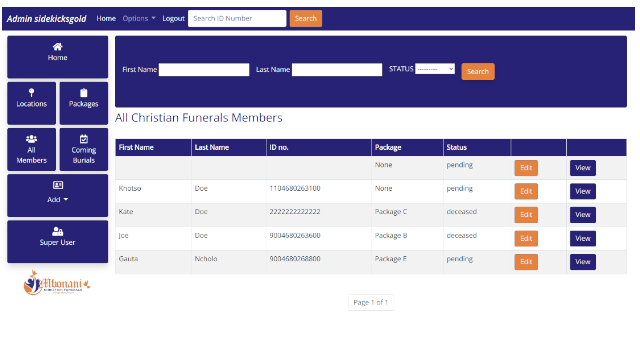 Admin sidekicksgold Home Options Logout Search ID Number Search
Home
First Name Last Name STATUS --------- Search
Locations Packages
All Christian Funerals Members
All Members
Coming Burials
First Name Last Name ID no. Package Status
None pending Edit View
Khotso Doe 1104680263100 None pending Edit View
Kate Doe 2222222222222 Package C deceased Edit View
Joe Doe 9004680263600 Package B deceased Edit View
Gauta Ncholo 9004680268800 Package E pending Edit View
Add
Super User
Mbonani
CHRISTIAN FUNERALS
Page 1 of 1